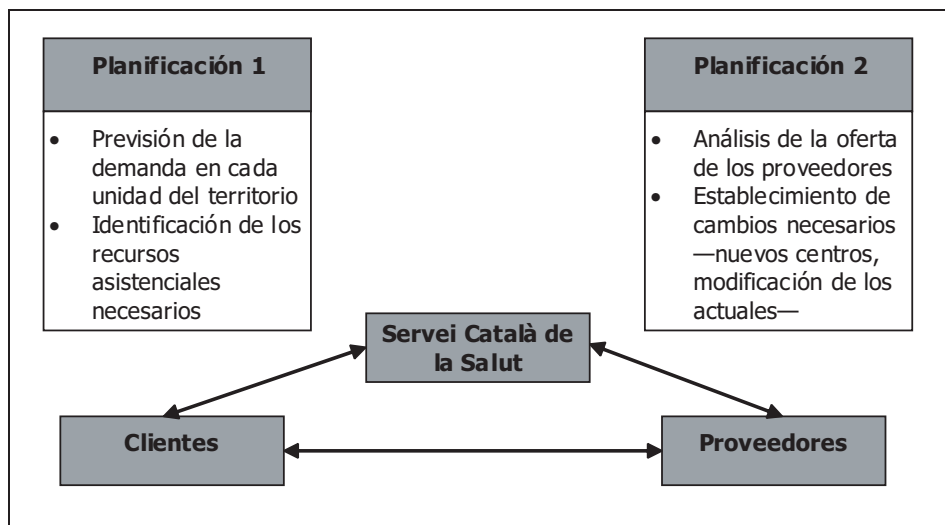 Planificación 1
• Previsión de la
demanda en cada
unidad del territorio
• Identificación de los
recursos
asistenciales
necesarios
Planificación 2
• Análisis de la oferta
de los proveedores
• Establecimiento de
cambios necesarios
—nuevos centros,
modificación de los
actuales—
Servei Català de
la Salut
Clientes
Proveedores